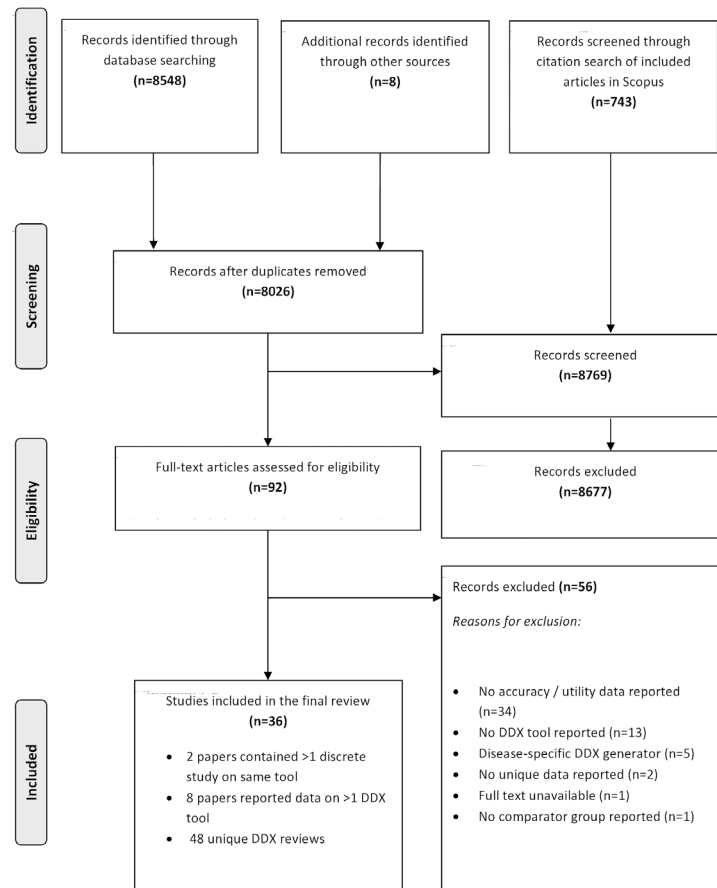 Identification
Records identified through
database searching
(n=8548)
Additional records identified
through other sources
(n=8)
Records screened through
citation search of included
articles in Scopus
(n=743)
Screening
Records after duplicates removed
(n=8026)
Records screened
(n=8769)
Eligibility
Full-text articles assessed for eligibility
(n=92)
Records excluded
(n=8677)
Included
Studies included in the final review
(n=36)
• 2 papers contained >1 discrete
study on same tool
• 8 papers reported data on >1 DDX
tool
• 48 unique DDX reviews
Records excluded (n=56)
Reasons for exclusion:
• No accuracy / utility data reported
(n=34)
• No DDX tool reported (n=13)
• Disease-specific DDX generator (n=5)
• No unique data reported (n=2)
• Full text unavailable (n=1)
• No comparator group reported (n=1)